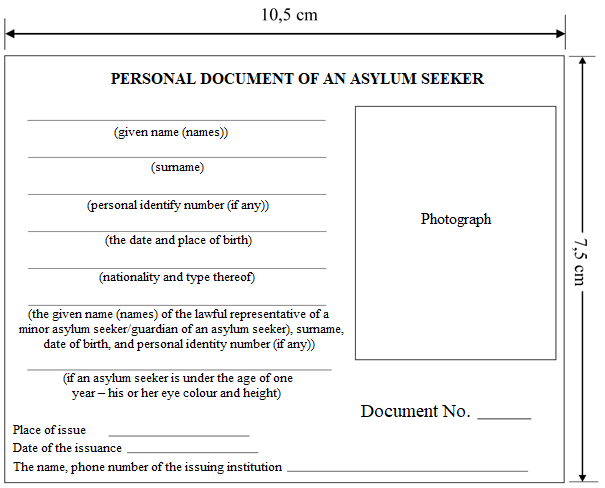 10,5 cm
PERSONAL DOCUMENT OF AN ASYLUM SEEKER
(given name (names))
(surname)
(personal identify number (if any))
(the date and place of birth)
(nationality and type thereof)
(the given name (names) of the lawful representative of a
minor asylum seeker/guardian of an asylum seeker), surname,
date of birth, and personal identity number (if any))
(if an asylum seeker is under the age of one
year – his or her eye colour and height)
Photograph
7,5 cm
Document No. ______
Place of issue ______
Date of the issuance ______
The name, phone number of the issuing institution ______